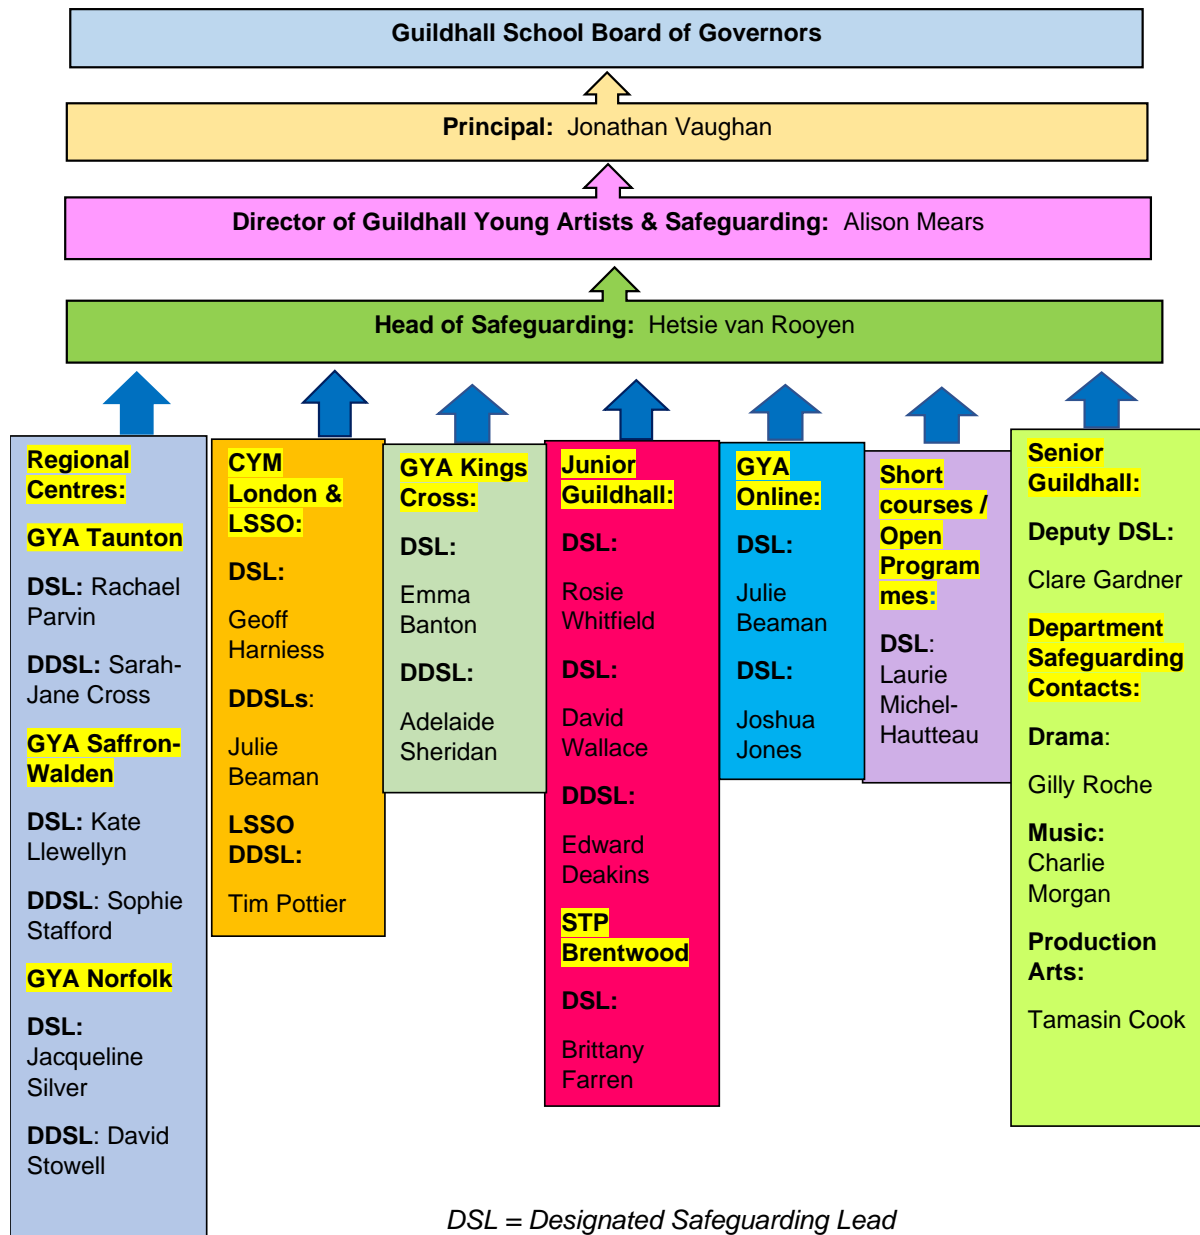 Guildhall School Board of Governors
Principal: Jonathan Vaughan
Director of Guildhall Young Artists & Safeguarding: Alison Mears
Head of Safeguarding: Hetsie van Rooyen
Regional
Centres:
GYA Taunton
DSL: Rachael
Parvin
DDSL: Sarah-
Jane Cross
GYA Saffron-
Walden
DSL: Kate
Llewellyn
DDSL: Sophie
Stafford
GYA Norfolk
DSL:
Jacqueline
Silver
DDSL: David
Stowell
CYM
London &
LSSO:
DSL:
Geoff
Harniess
DDSLs:
Julie
Beaman
LSSO
DDSL:
Tim Pottier
GYA Kings
Cross:
DSL:
Emma
Banton
DDSL:
Adelaide
Sheridan
Junior
Guildhall:
DSL:
Rosie
Whitfield
DSL:
David
Wallace
DDSL:
Edward
Deakins
STP
Brentwood
DSL:
Brittany
Farren
GYA
Online:
DSL:
Julie
Beaman
DSL:
Joshua
Jones
Short
courses /
Open
Program
mes:
DSL:
Laurie
Michel-
Hautteau
Senior
Guildhall:
Deputy DSL:
Clare Gardner
Department
Safeguarding
Contacts:
Drama:
Gilly Roche
Music:
Charlie
Morgan
Production
Arts:
Tamasin Cook
DSL = Designated Safeguarding Lead